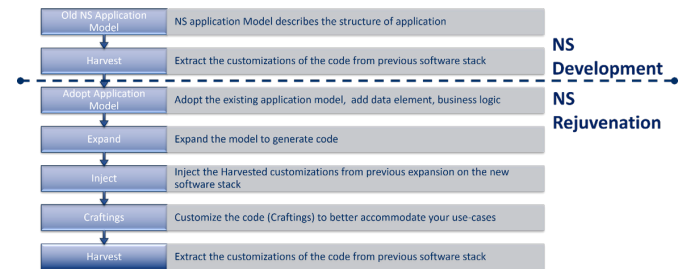 Old NS Application
Model
NS application Model describes the structure of application
Harvest
Extract the customizations of the code from previous software stack
NS
Development
Adopt Application
Model
Adopt the existing application model, add data element, business logic
NS
Rejuvenation
Expand
Expand the model to generate code
Inject
Inject the Harvested customizations from previous expansion on the new
software stack
Craftings
Customize the code (Craftings) to better accommodate your use-cases
Harvest
Extract the customizations of the code from previous software stack